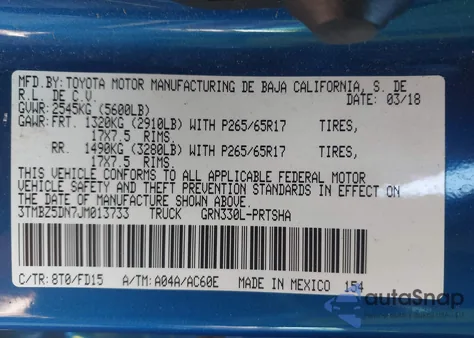 MFD.BY: TOYOTA MOTOR MANUFACTURING DE BAJA CALIFORNIA, S. DE
R.L. DE C.V. DATE: 03/18
GVWR: 2545KG (5600LB)
GAWR: FRT. 1320KG (2910LB) WITH P265/65R17 TIRES,
17X7.5 RIMS
RR. 1490KG (3280LB) WITH P265/65R17 TIRES,
17X7.5 RIMS
THIS VEHICLE CONFORMS TO ALL APPLICABLE FEDERAL MOTOR
VEHICLE SAFETY AND THEFT PREVENTION STANDARDS IN EFFECT ON
THE DATE OF MANUFACTURE SHOWN ABOVE.
3TMBZ5DN7JM013733 TRUCK GRN330L-PRTSHA
C/TR: 8T0/FD15 A/TM: A04A/AC60E MADE IN MEXICO 154
autoSnap